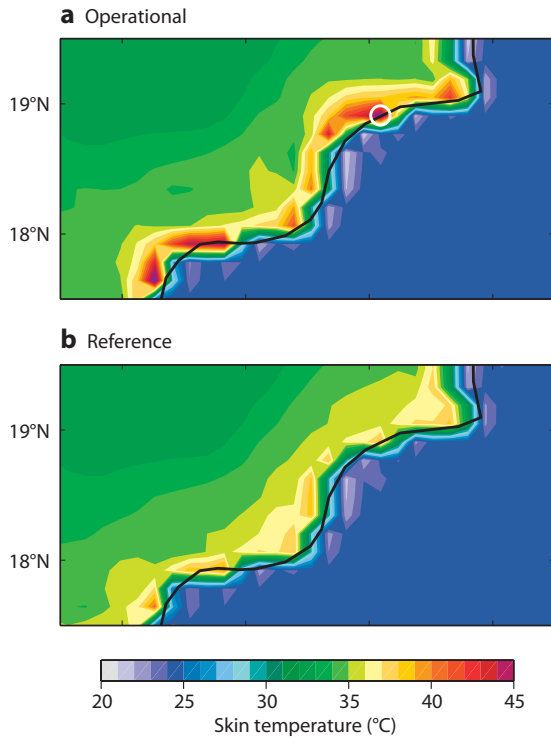 a Operational
19°N
18°N
b Reference
19°N
18°N
20 25 30 35 40 45
Skin temperature (°C)